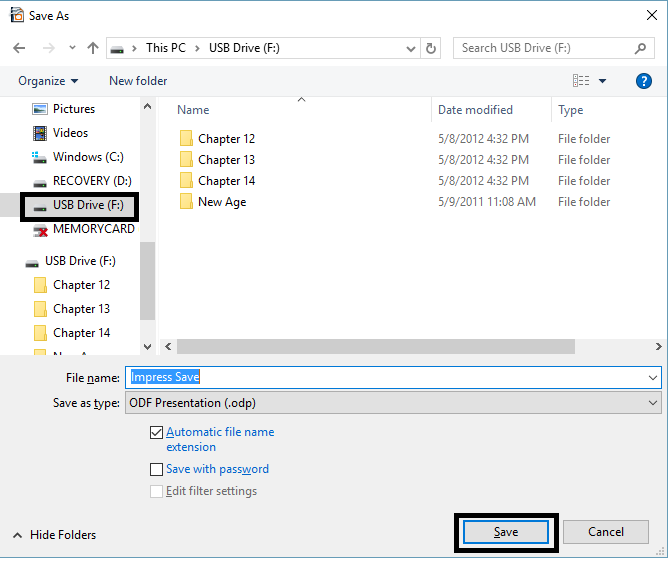 Save As
This PC > USB Drive (F:)
Search USB Drive (F:)
Organize
New folder
?
Pictures
Videos
Windows (C:)
RECOVERY (D:)
USB Drive (F:)
MEMORYCARD
USB Drive (F:)
Chapter 12
Chapter 13
Chapter 14
Name Date modified Type
Chapter 12 5/8/2012 4:32 PM File folder
Chapter 13 5/8/2012 4:32 PM File folder
Chapter 14 5/8/2012 4:32 PM File folder
New Age 5/9/2011 11:08 AM File folder
File name: Impress Save
Save as type: ODF Presentation (.odp)
Automatic file name
extension
Save with password
Edit filter settings
Hide Folders
Save
Cancel